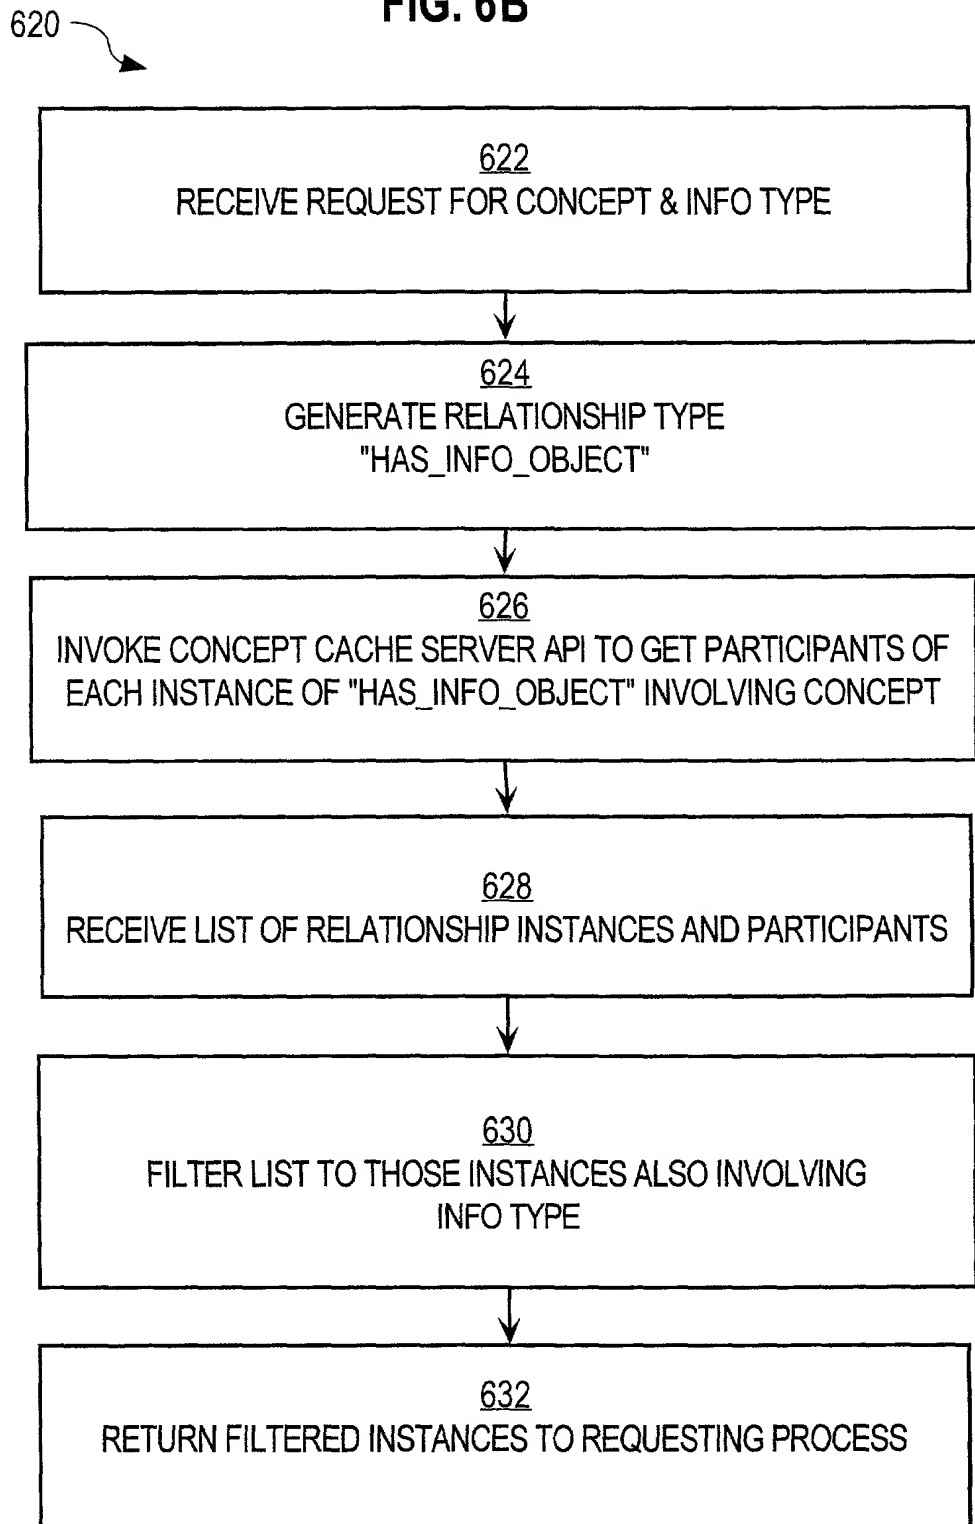 FIG. 6B
620
622
RECEIVE REQUEST FOR CONCEPT & INFO TYPE
624
GENERATE RELATIONSHIP TYPE
"HAS_INFO_OBJECT"
626
INVOKE CONCEPT CACHE SERVER API TO GET PARTICIPANTS OF
EACH INSTANCE OF "HAS_INFO_OBJECT" INVOLVING CONCEPT
628
RECEIVE LIST OF RELATIONSHIP INSTANCES AND PARTICIPANTS
630
FILTER LIST TO THOSE INSTANCES ALSO INVOLVING
INFO TYPE
632
RETURN FILTERED INSTANCES TO REQUESTING PROCESS